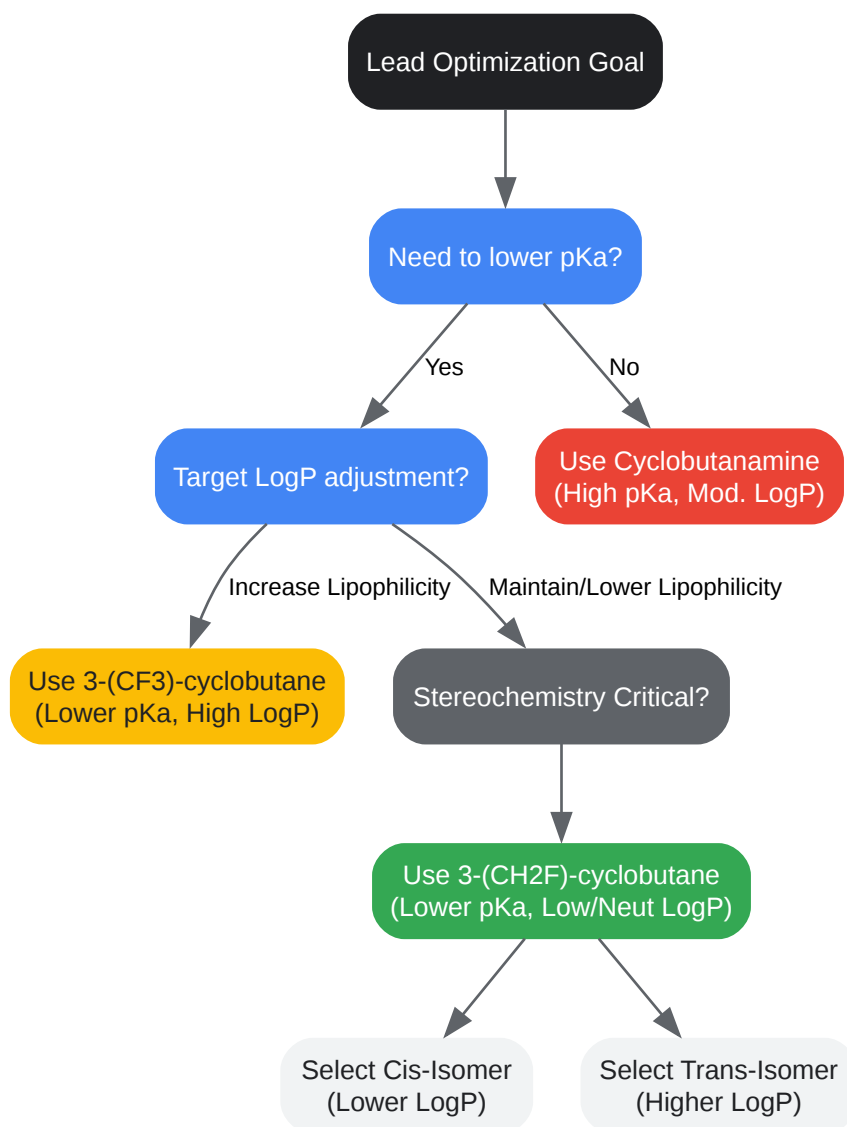 Lead Optimization Goal
Need to lower pKa?
Yes
No
Target LogP adjustment?
Use Cyclobutanamine
(High pKa, Mod. LogP)
Increase Lipophilicity
Maintain/Lower Lipophilicity
Use 3-(CF3)-cyclobutane
(Lower pKa, High LogP)
Stereochemistry Critical?
Use 3-(CH2F)-cyclobutane
(Lower pKa, Low/Neut LogP)
Select Cis-Isomer
(Lower LogP)
Select Trans-Isomer
(Higher LogP)